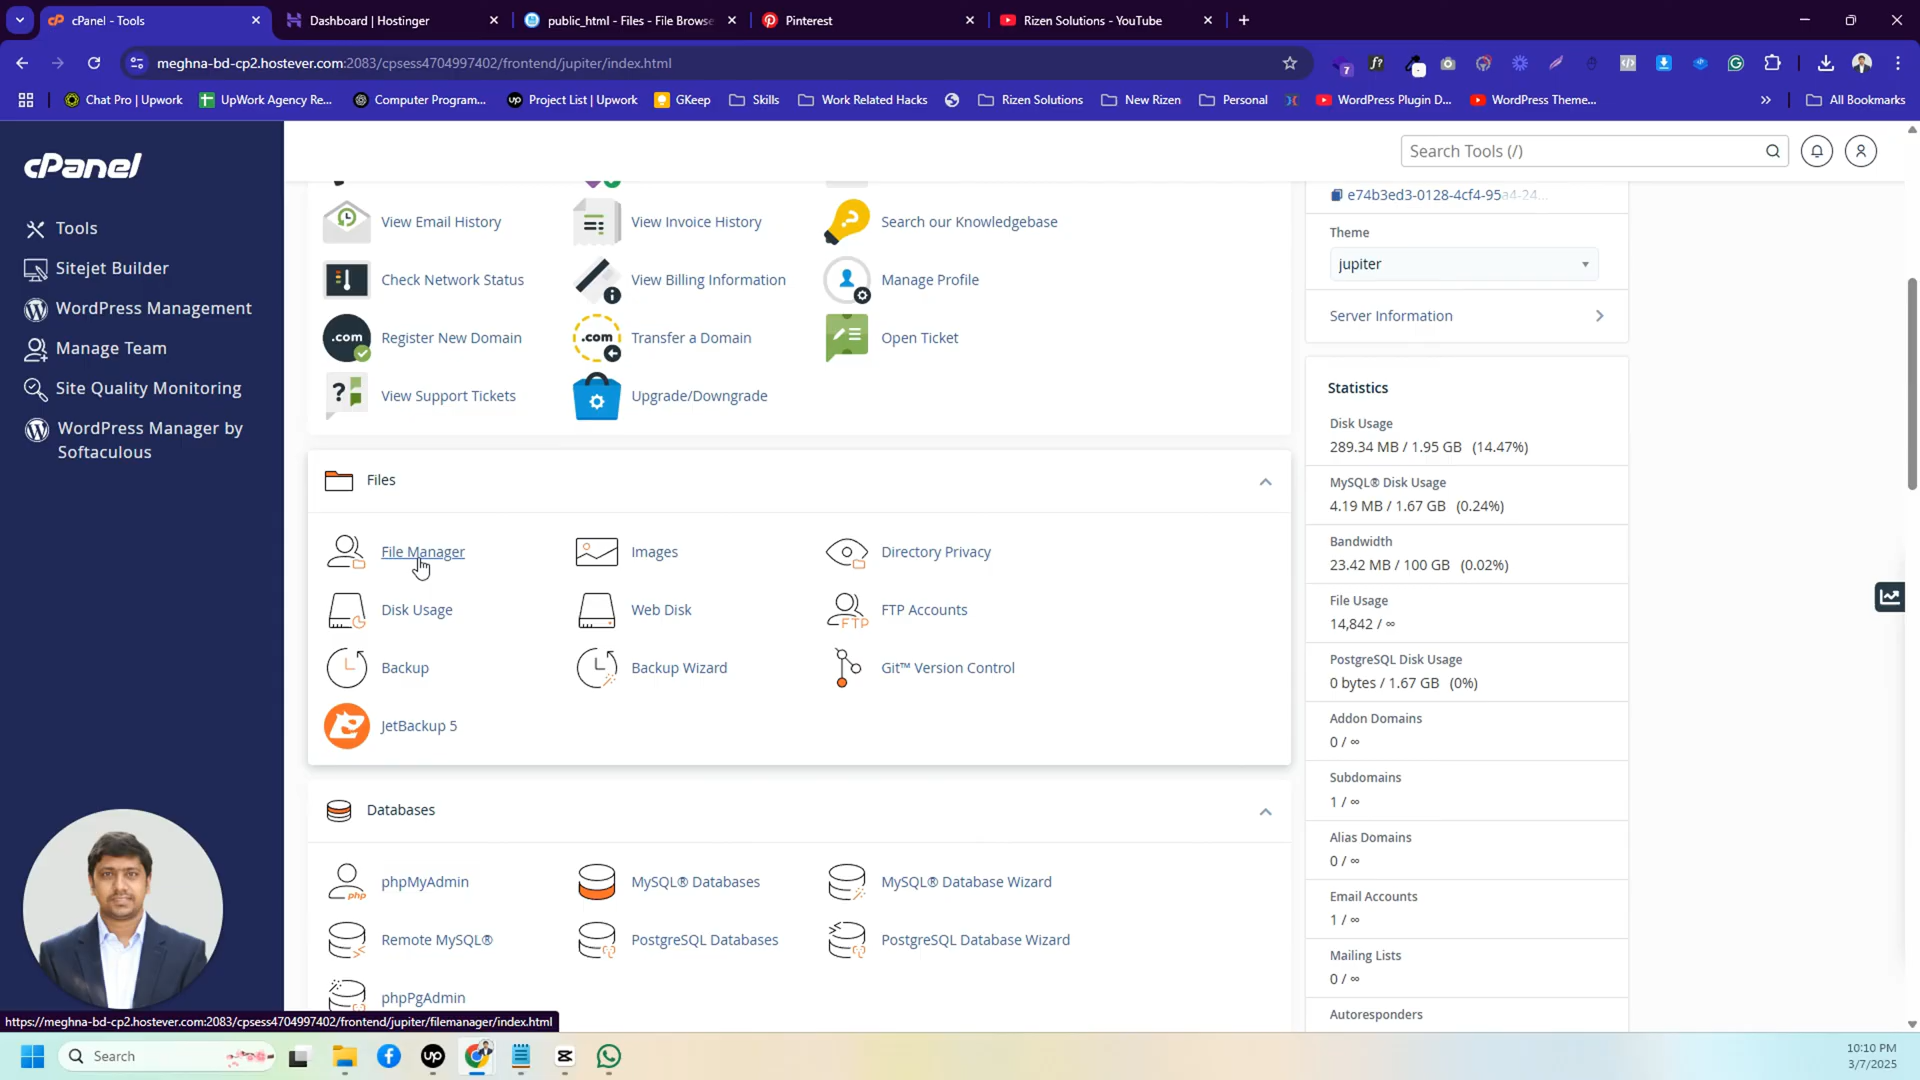 cPanel - Tools
Dashboard | Hostinger
public_html - Files - File Browse
Pinterest
Rizen Solutions - YouTube
meghna-bd-cp2.hostever.com:2083/cpsess4704997402/frontend/jupiter/index.html
7
f?
Chat Pro | Upwork
UpWork Agency Re...
Computer Program...
Project List | Upwork
GKeep
Skills
Work Related Hacks
Rizen Solutions
New Rizen
Personal
WordPress Plugin D...
WordPress Theme...
All Bookmarks
cPanel
Search Tools (/)
Tools
Sitejet Builder
WordPress Management
Manage Team
Site Quality Monitoring
WordPress Manager by
Softaculous
View Email History
View Invoice History
Search our Knowledgebase
Check Network Status
View Billing Information
Manage Profile
.com
Register New Domain
.com
Transfer a Domain
Open Ticket
View Support Tickets
Upgrade/Downgrade
Files
File Manager
Images
Directory Privacy
Disk Usage
Web Disk
FTP
FTP Accounts
Backup
Backup Wizard
Git™ Version Control
JetBackup 5
Databases
php
phpMyAdmin
MySQL® Databases
MySQL® Database Wizard
Remote MySQL®
PostgreSQL Databases
PostgreSQL Database Wizard
phpPgAdmin
e74b3ed3-0128-4cf4-95a4-24...
Theme
jupiter
Server Information
Statistics
Disk Usage
289.34 MB / 1.95 GB (14.47%)
MySQL® Disk Usage
4.19 MB / 1.67 GB (0.24%)
Bandwidth
23.42 MB / 100 GB (0.02%)
File Usage
14,842 / ∞
PostgreSQL Disk Usage
0 bytes / 1.67 GB (0%)
Addon Domains
0 / ∞
Subdomains
1 / ∞
Alias Domains
0 / ∞
Email Accounts
1 / ∞
Mailing Lists
0 / ∞
Autoresponders
https://meghna-bd-cp2.hostever.com:2083/cpsess4704997402/frontend/jupiter/filemanager/index.html
Search
up
10:10 PM
3/7/2025